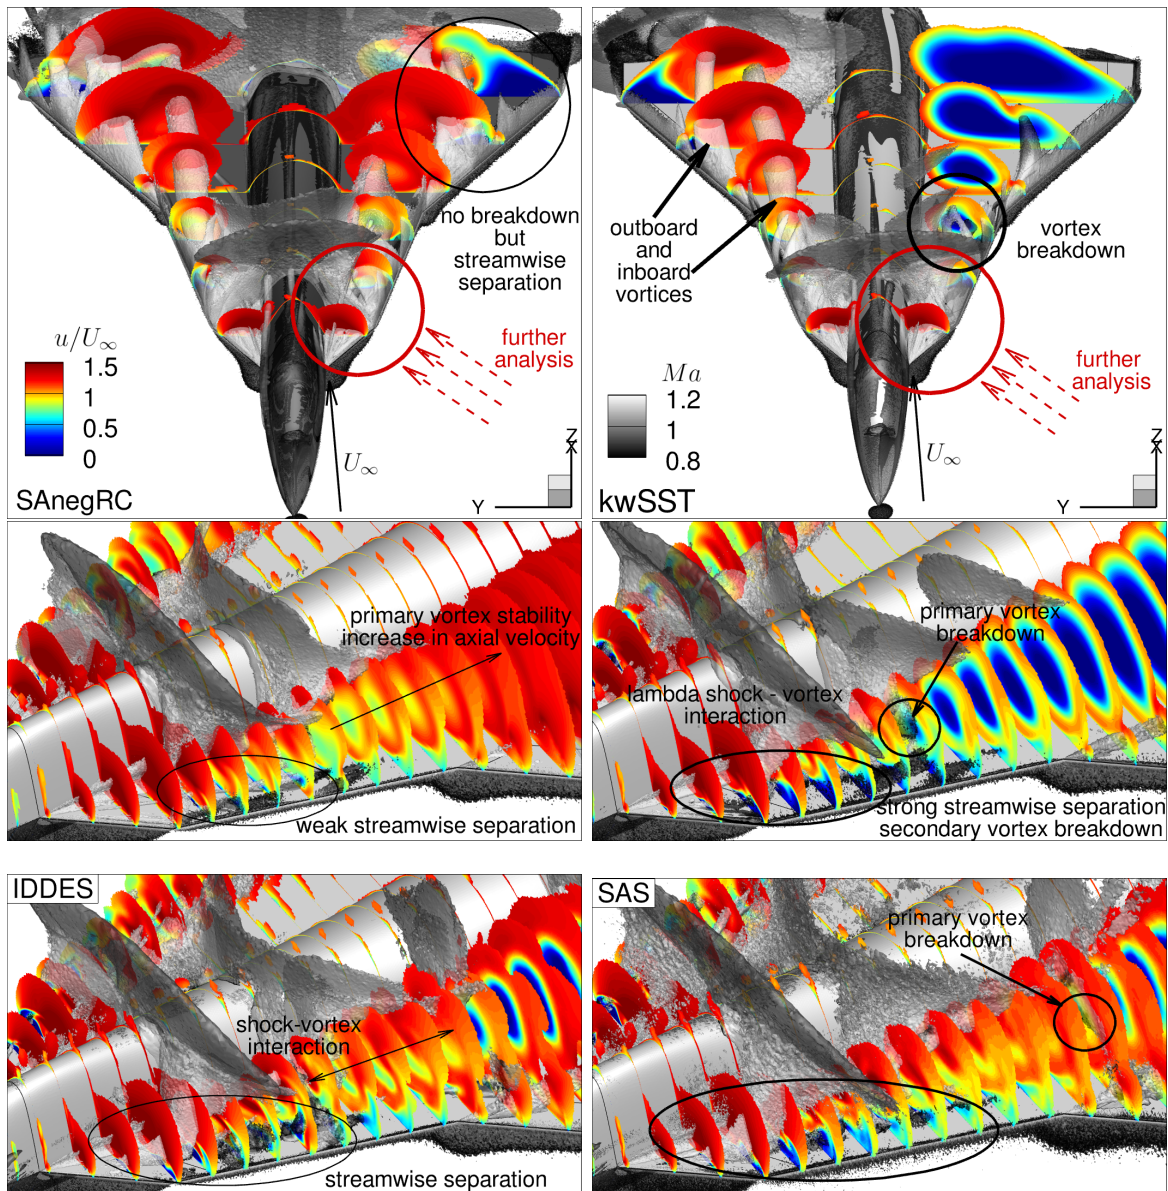 no breakdown
but
streamwise
separation
u/U∞
1.5
1
0.5
0
further
analysis
U∞
SAnegRC
Y
Z
X
outboard
and
inboard
vortices
vortex
breakdown
Ma
1.2
1
0.8
further
analysis
U∞
kwSST
Y
Z
X
primary vortex stability
increase in axial velocity
weak streamwise separation
primary vortex
breakdown
lambda shock - vortex
interaction
strong streamwise separation
secondary vortex breakdown
IDDES
shock-vortex
interaction
streamwise separation
SAS
primary vortex
breakdown